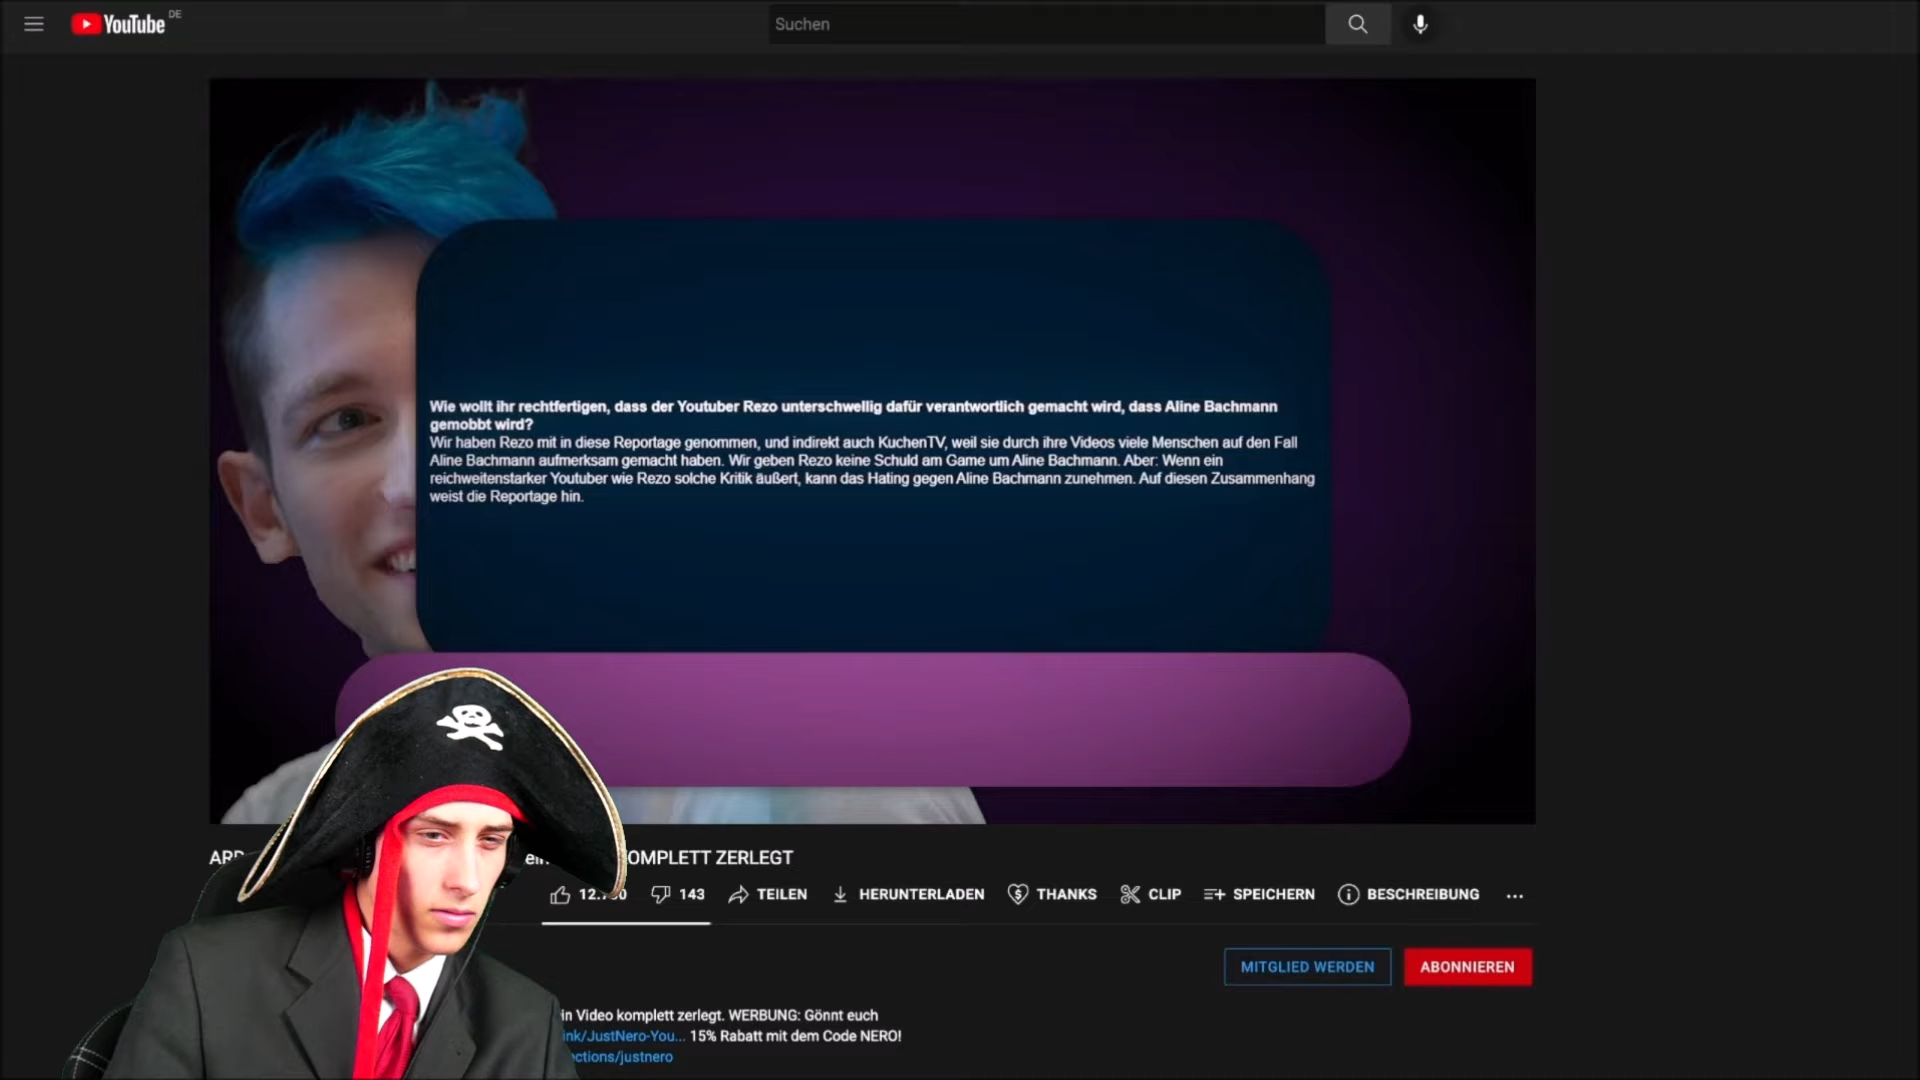 YouTube DE
Suchen
Wie wollt ihr rechtfertigen, dass der Youtuber Rezo unterschwellig dafür verantwortlich gemacht wird, dass Aline Bachmann
gemobbt wird?
Wir haben Rezo mit in diese Reportage genommen, und indirekt auch KuchenTV, weil sie durch ihre Videos viele Menschen auf den Fall
Aline Bachmann aufmerksam gemacht haben. Wir geben Rezo keine Schuld am Game um Aline Bachmann. Aber: Wenn ein
reichweitenstarker Youtuber wie Rezo solche Kritik äußert, kann das Hating gegen Aline Bachmann zunehmen. Auf diesen Zusammenhang
weist die Reportage hin.
OMPLETT ZERLEGT
143 TEILEN HERUNTERLADEN THANKS CLIP SPEICHERN BESCHREIBUNG ...
MITGLIED WERDEN ABONNIEREN
in Video komplett zerlegt. WERBUNG: Gönnt euch
ink/JustNero-You... 15% Rabatt mit dem Code NERO!
ections/justnero